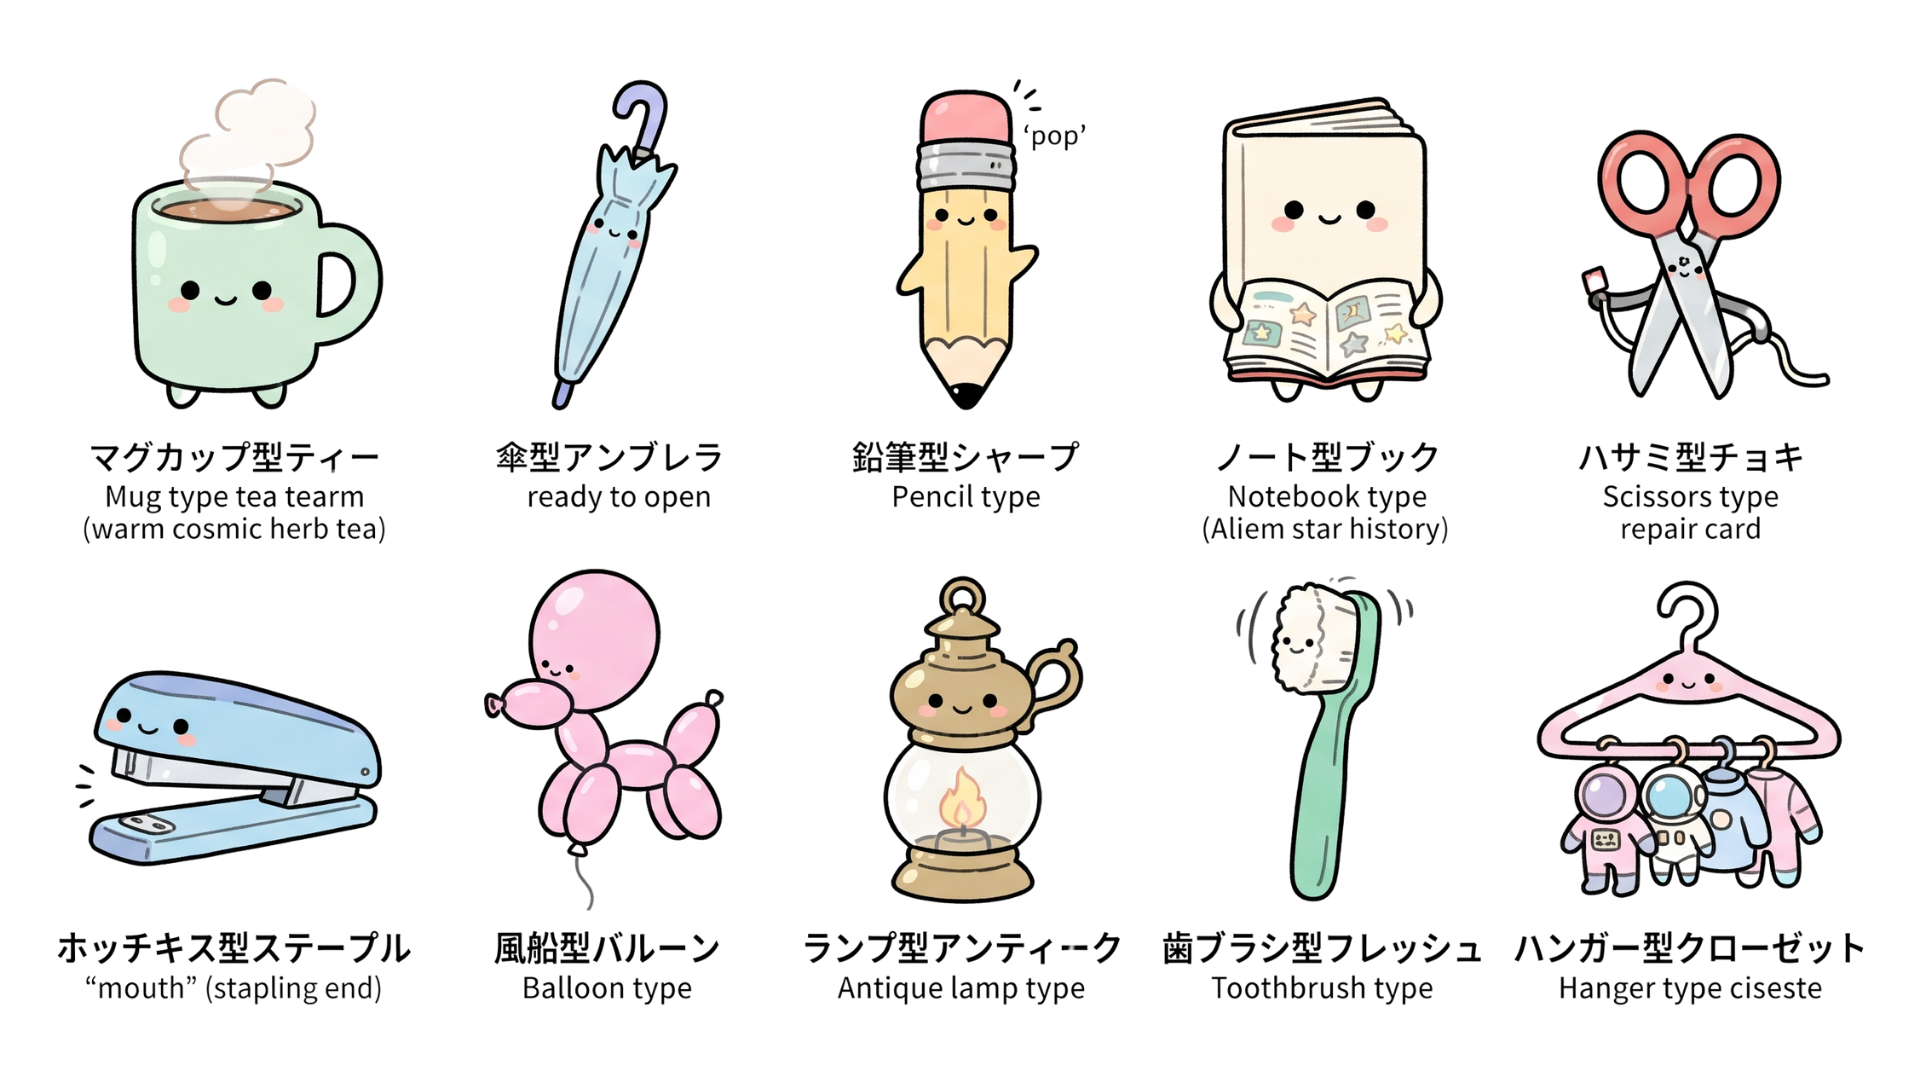 ‘pop’
マグカップ型ティー
Mug type tea tearm
(warm cosmic herb tea)
傘型アンブレラ
ready to open
鉛筆型シャープ
Pencil type
ノート型ブック
Notebook type
(Aliem star history)
ハサミ型チョキ
Scissors type
repair card
ホッチキス型ステープル
“mouth” (stapling end)
風船型バルーン
Balloon type
ランプ型アンティーク
Antique lamp type
歯ブラシ型フレッシュ
Toothbrush type
ハンガー型クローゼット
Hanger type ciseste